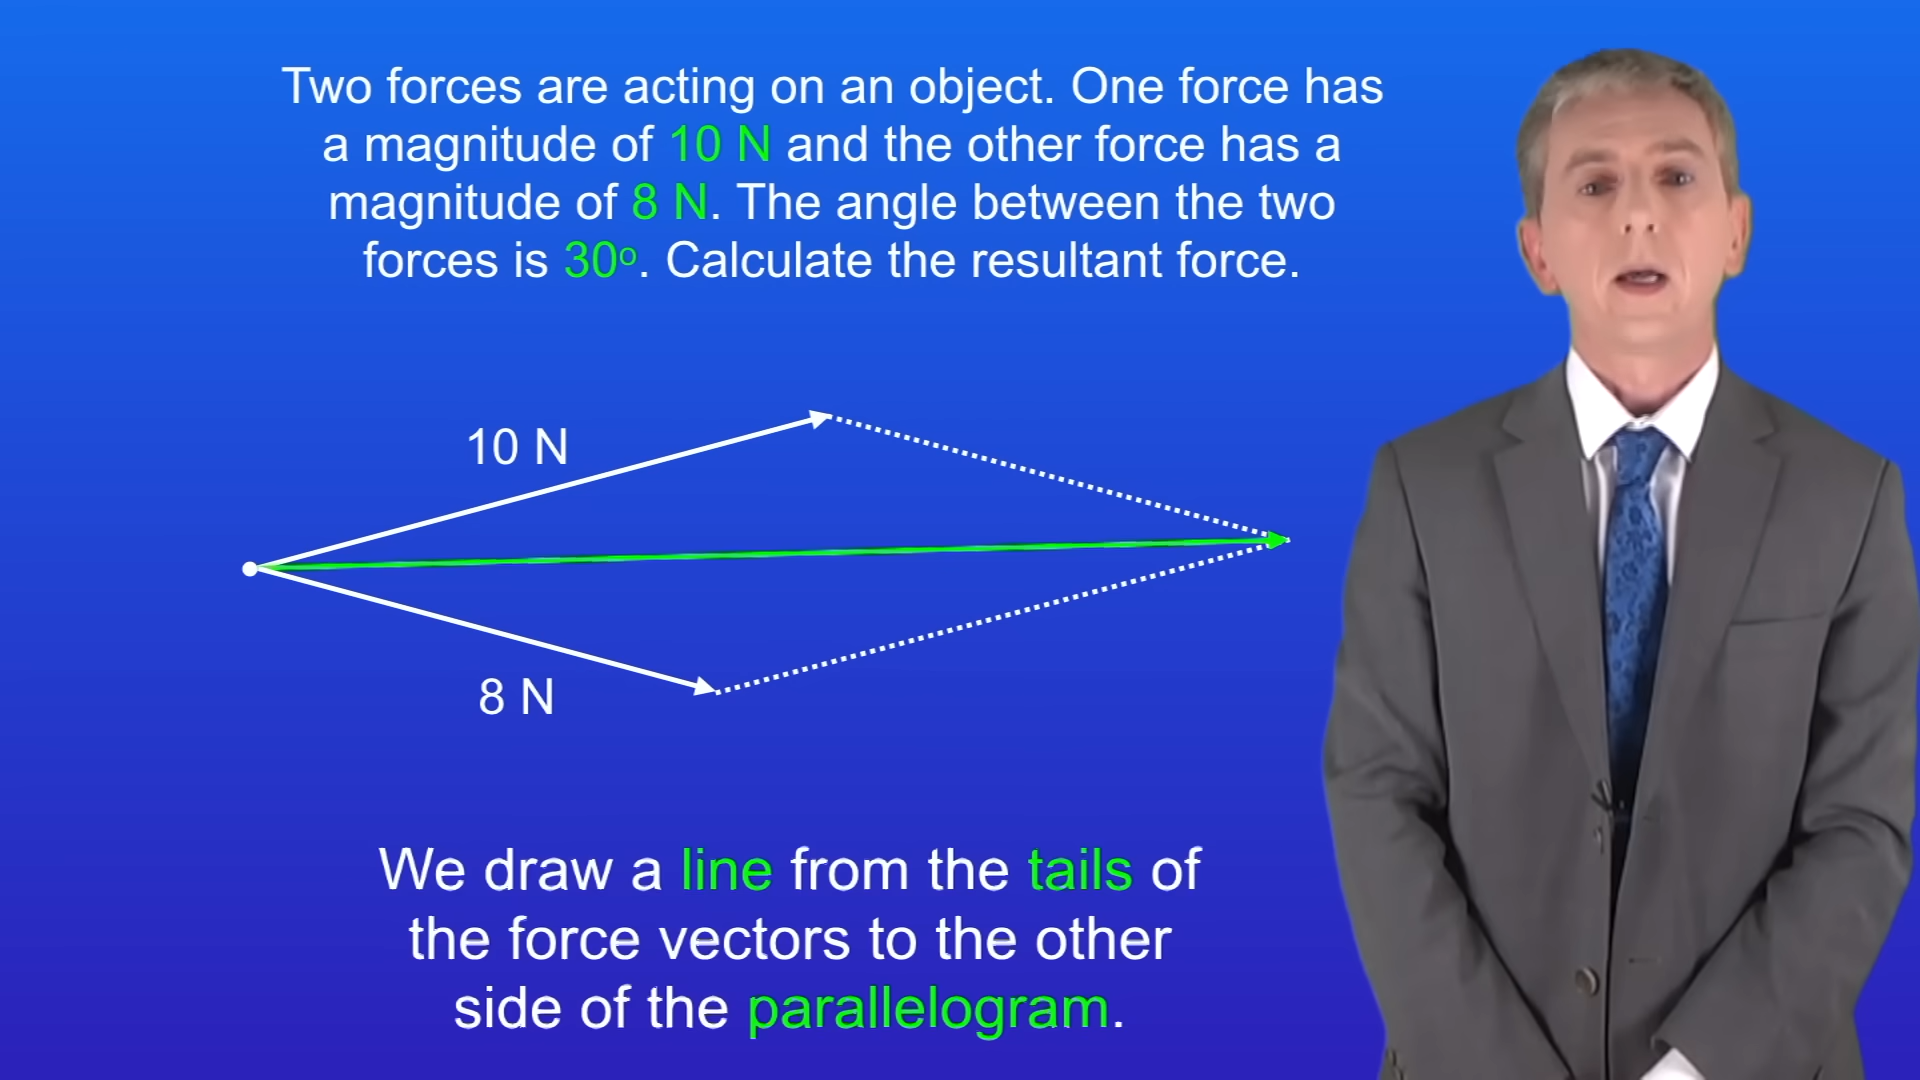 Two forces are acting on an object. One force has
a magnitude of 10 N and the other force has a
magnitude of 8 N. The angle between the two
forces is 30º. Calculate the resultant force.
10 N
8 N
We draw a line from the tails of
the force vectors to the other
side of the parallelogram.